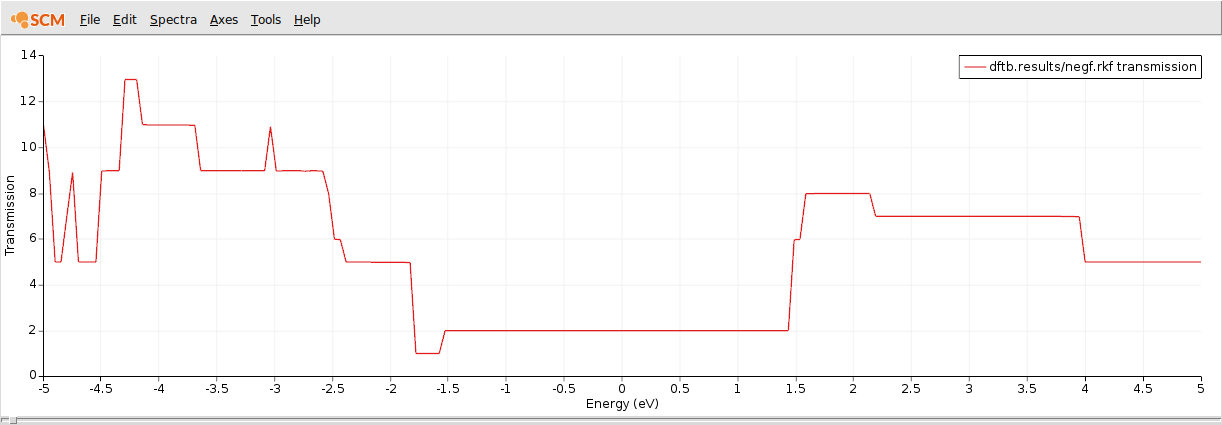 SCM File Edit Spectra Axes Tools Help
14
dftb.results/negf.rkf transmission
12
10
8
Transmission
6
4
2
0
-5 -4.5 -4 -3.5 -3 -2.5 -2 -1.5 -1 -0.5 0 0.5 1 1.5 2 2.5 3 3.5 4 4.5 5
Energy (eV)